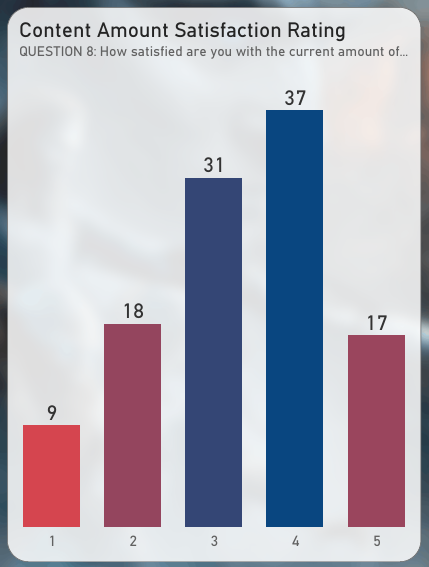 Content Amount Satisfaction Rating
QUESTION 8: How satisfied are you with the current amount of...
37
31
18
17
9
1 2 3 4 5